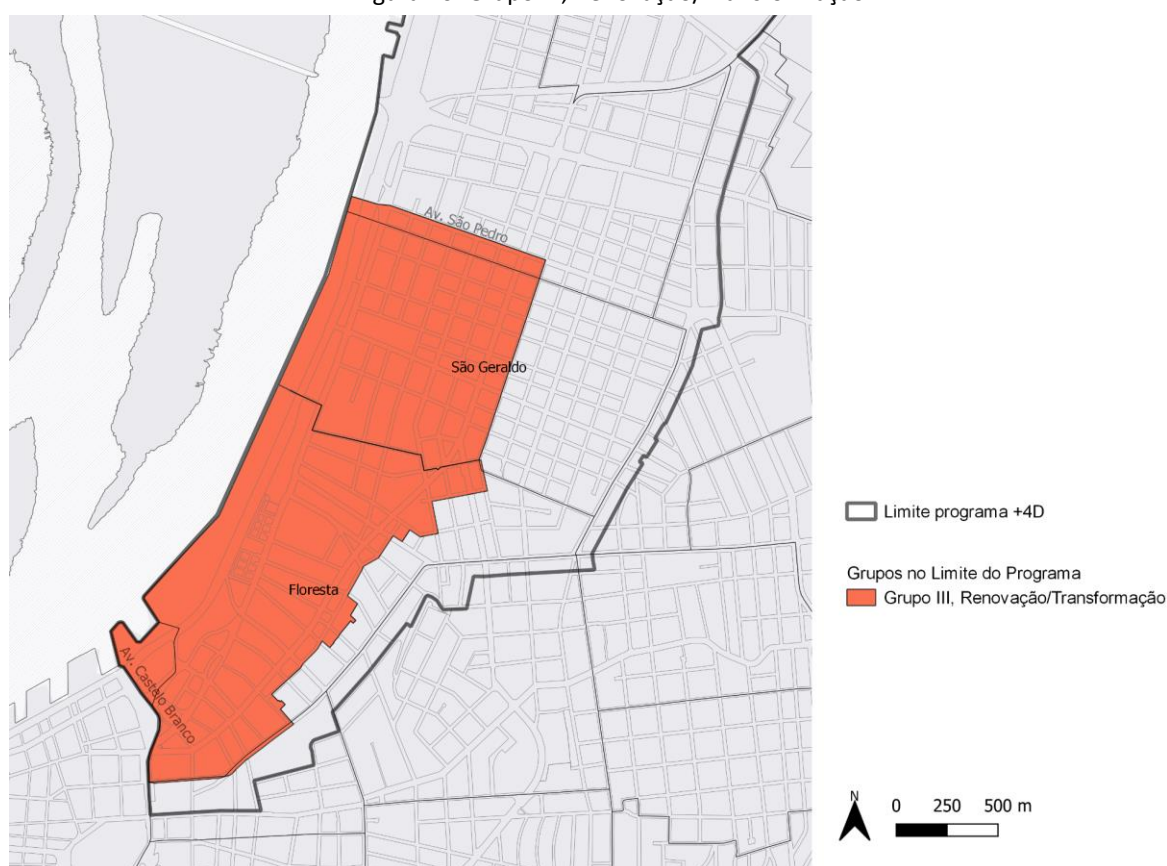 Av. São Pedro
São Geraldo
Floresta
Av. Castelo Branco
Limite programa +4D
Grupos no Limite do Programa
Grupo III, Renovação/Transformação
N
0 250 500 m